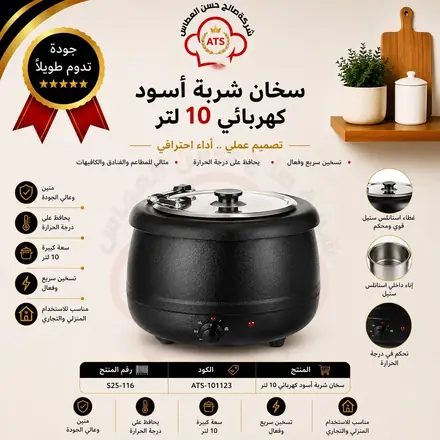 شركة صالح حسن العطاس
ATS
جودة
تدوم طويلاً
سخان شربة أسود
كهربائي 10 لتر
تصميم عملي .. أداء احترافي
تسخين سريع وفعال • يحافظ على درجة الحرارة • مثالي للمطاعم والفنادق والكافيهات
متين
وعالي الجودة
يحافظ على
درجة الحرارة
سعة كبيرة
10 لتر
تسخين سريع
وفعال
مناسب للاستخدام
المنزلي والتجاري
غطاء استانلس ستيل
قوي ومحكم
إناء داخلي استانلس
ستيل
تحكم في درجة
الحرارة
المنتج
الكود
رقم المنتج
سخان شربة أسود كهربائي 10 لتر
ATS-101123
S25-116
مناسب للاستخدام
المنزلي والتجاري
تسخين سريع
وفعال
سعة كبيرة
10 لتر
يحافظ على
درجة الحرارة
متين
وعالي الجودة